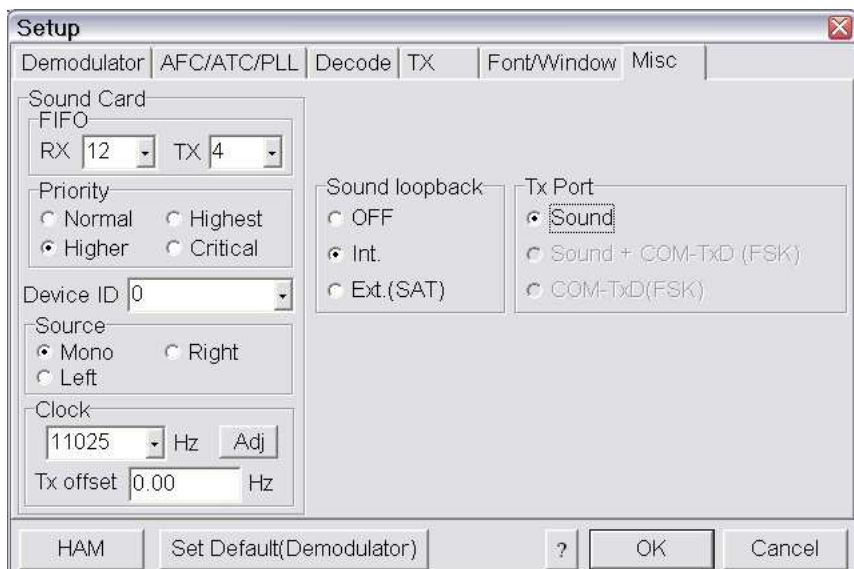 Setup
Demodulator AFC/ATC/PLL Decode TX Font/Window Misc
Sound Card
FIFO
RX 12 TX 4
Priority
Normal Highest
Higher Critical
Device ID 0
Source
Mono Right
Left
Clock
11025 Hz Adj
Tx offset 0.00 Hz
Sound loopback
OFF
Int.
Ext.(SAT)
Tx Port
Sound
Sound + COM-TxD (FSK)
COM-TxD(FSK)
HAM Set Default(Demodulator) ? OK Cancel